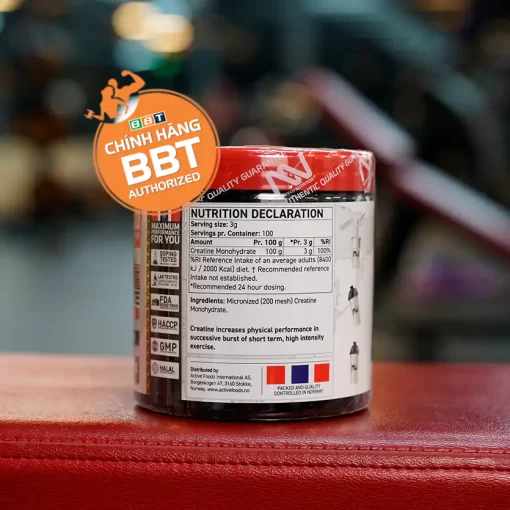 BBT
CHÍNH HÃNG
BBT
AUTHORIZED
QUALITY GUARANTEE
AUTHENTIC QUALITY GUARAN
MAXIMUM
PERFORMANCE
FOR YOU
DOPING
TESTED
FDA
HACCP
GMP
HALAL
NUTRITION DECLARATION
Serving size: 3g
Servings pr. Container: 100
Amount Pr. 100 g *Pr. 3 g %RI
Creatine Monohydrate 100 g 3 g 100%
%RI Reference Intake of an average adults (8400
kJ / 2000 Kcal) diet. † Recommended reference
Intake not established.
*Recommended 24 hour dosing.
Ingredients: Micronized (200 mesh) Creatine
Monohydrate.
Creatine increases physical performance in
successive burst of short term, high intensity
exercise.
Distributed by
Active Foods International AS.
Borgeskogen 47, 3160 Stokke,
Norway. www.activefoods.no
PACKED AND QUALITY
CONTROLLED IN NORWAY